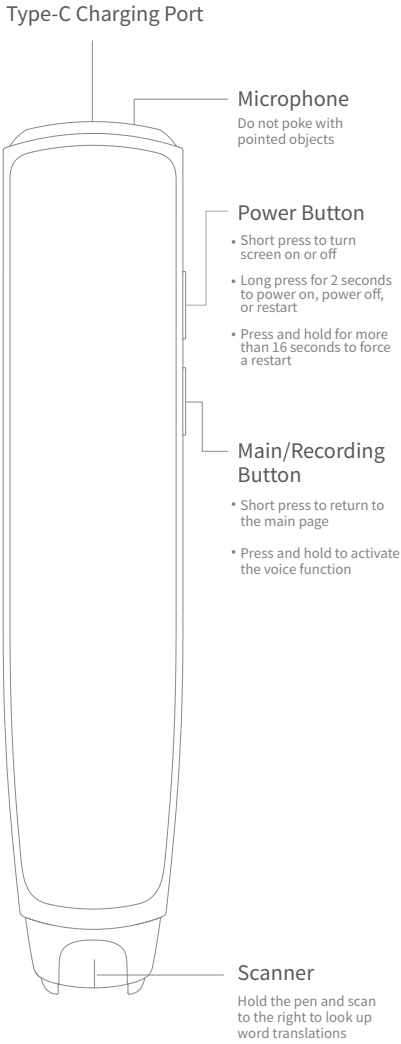 Type-C Charging Port
Microphone
Do not poke with
pointed objects
Power Button
• Short press to turn
screen on or off
• Long press for 2 seconds
to power on, power off,
or restart
• Press and hold for more
than 16 seconds to force
a restart
Main/Recording
Button
• Short press to return to
the main page
• Press and hold to activate
the voice function
Scanner
Hold the pen and scan
to the right to look up
word translations